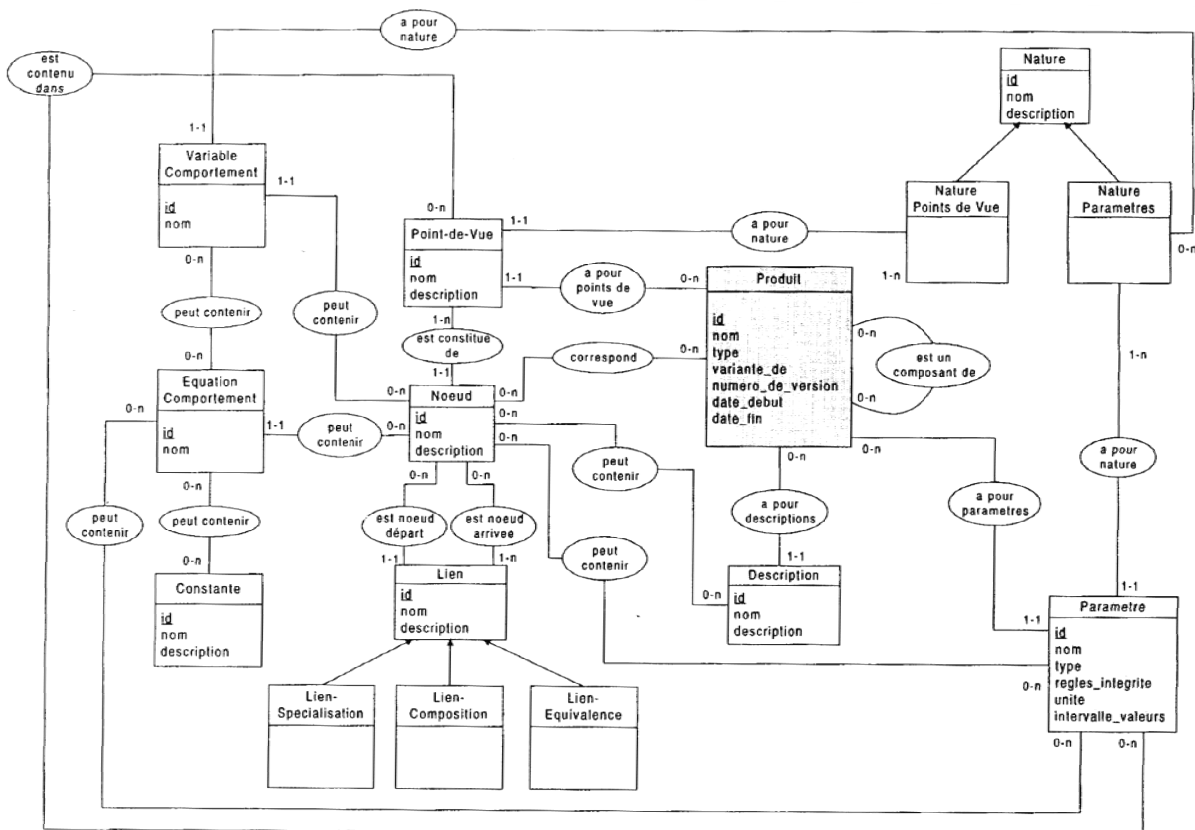 a pour
nature
est
contenu
dans
Nature
id
nom
description
1-1
Variable
Comportement
id
nom
1-1
0-n
Nature
Points de Vue
Nature
Parametres
0-n
1-1
Point-de-Vue
id
nom
description
1-1
a pour
nature
1-n
0-n
a pour
points de
vue
0-n
Produit
id
nom
type
variante_de
numero_de_version
date_debut
date_fin
0-n
est un
composant de
0-n
peut contenir
peut
contenir
1-n
est constitué
de
1-1
correspond
0-n
1-n
0-n
Equation
Comportement
id
nom
0-n
1-1
peut
contenir
0-n
0-n
Noeud
id
nom
description
0-n
0-n
0-n
peut
contenir
0-n
0-n
a pour
nature
0-n
0-n
0-n
peut
contenir
peut contenir
est noeud
départ
est noeud
arrivee
a pour
descriptions
a pour
parametres
peut
contenir
0-n
1-1
1-n
1-1
Constante
id
nom
description
Lien
id
nom
description
0-n
Description
id
nom
description
1-1
1-1
Parametre
id
nom
type
regles_integrite
unite
intervalle_valeurs
0-n
Lien-
Specialisation
Lien-
Composition
Lien-
Equivalence
0-n
0-n